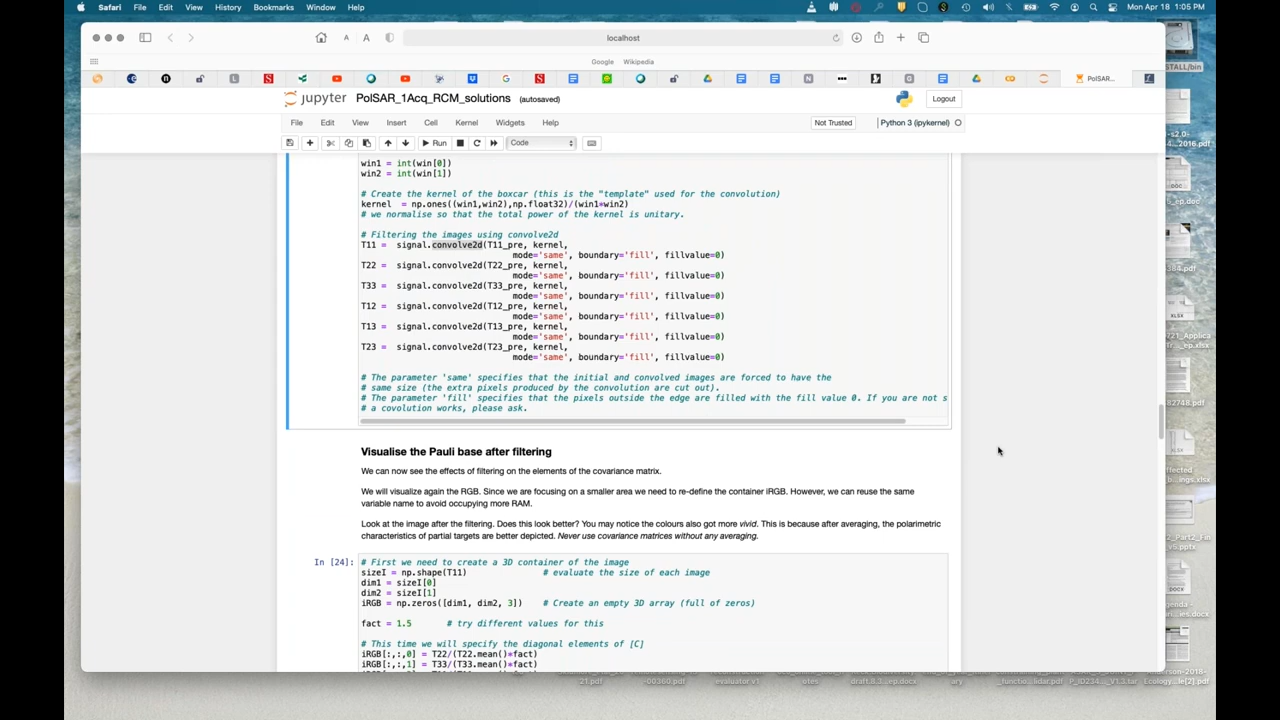 Safari File Edit View History Bookmarks Window Help Mon Apr 18 1:05 PM
localhost
Google Wikipedia
PolSAR...
jupyter PolSAR_1Acq_RCM_solutions (autosaved) Logout
File Edit View Insert Cell Kernel Widgets Help Not Trusted Python 3 (ipykernel)
Run Code
win1 = int(win[0])
win2 = int(win[1])
# Create the kernel of the boxcar (this is the "template" used for the convolution)
kernel = np.ones((win1,win2),np.float32)/(win1*win2)
# we normalise so that the total power of the kernel is unitary.
# Filtering the images using convolve2d
T11 = signal.convolve2d(T11_pre, kernel,
mode='same', boundary='fill', fillvalue=0)
T22 = signal.convolve2d(T22_pre, kernel,
mode='same', boundary='fill', fillvalue=0)
T33 = signal.convolve2d(T33_pre, kernel,
mode='same', boundary='fill', fillvalue=0)
T12 = signal.convolve2d(T12_pre, kernel,
mode='same', boundary='fill', fillvalue=0)
T13 = signal.convolve2d(T13_pre, kernel,
mode='same', boundary='fill', fillvalue=0)
T23 = signal.convolve2d(T23_pre, kernel,
mode='same', boundary='fill', fillvalue=0)
# The parameter 'same' specifies that the initial and convolved images are forced to have the
# same size (the extra pixels produced by the convolution are cut out).
# The parameter 'fill' specifies that the pixels outside the edge are filled with the fill value 0. If you are not s
# a covolution works, please ask.
Visualise the Pauli base after filtering
We can now see the effects of filtering on the elements of the covariance matrix.
We will visualize again the RGB. Since we are focusing on a smaller area we need to re-define the container iRGB. However, we can reuse the same
variable name to avoid occupying more RAM.
Look at the image after the filtering. Does this look better? You may notice the colours also got more vivid. This is because after averaging, the polarimetric
characteristics of partial targets are better depicted. Never use covariance matrices without any averaging.
In [24]: # First we need to create a 3D container of the image
sizeI = np.shape(T11) # evaluate the size of each image
dim1 = sizeI[0]
dim2 = sizeI[1]
iRGB = np.zeros([dim1, dim2, 3]) # Create an empty 3D array (full of zeros)
fact = 1.5 # try different values for this
# This time we will specify the diagonal elements of [C]
iRGB[:,:,0] = T22/(T22.mean()*fact)
iRGB[:,:,1] = T33/(T33.mean()*fact)